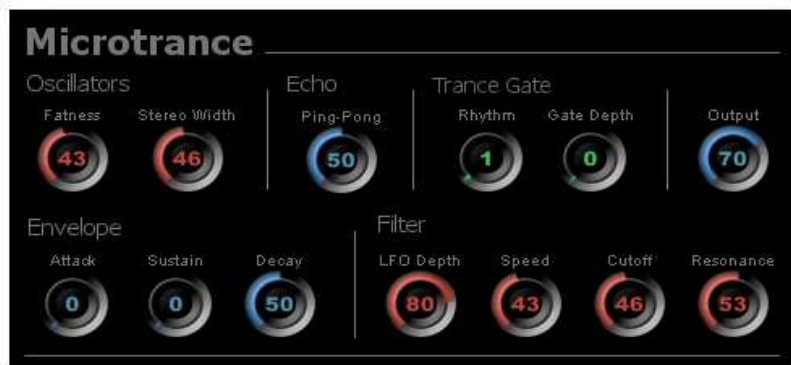 Microtrance
Oscillators Echo Trance Gate
Fatness Stereo Width Ping-Pong Rhythm Gate Depth Output
43 46 50 1 0 70
Envelope Filter
Attack Sustain Decay LFO Depth Speed Cutoff Resonance
0 0 50 80 43 46 53